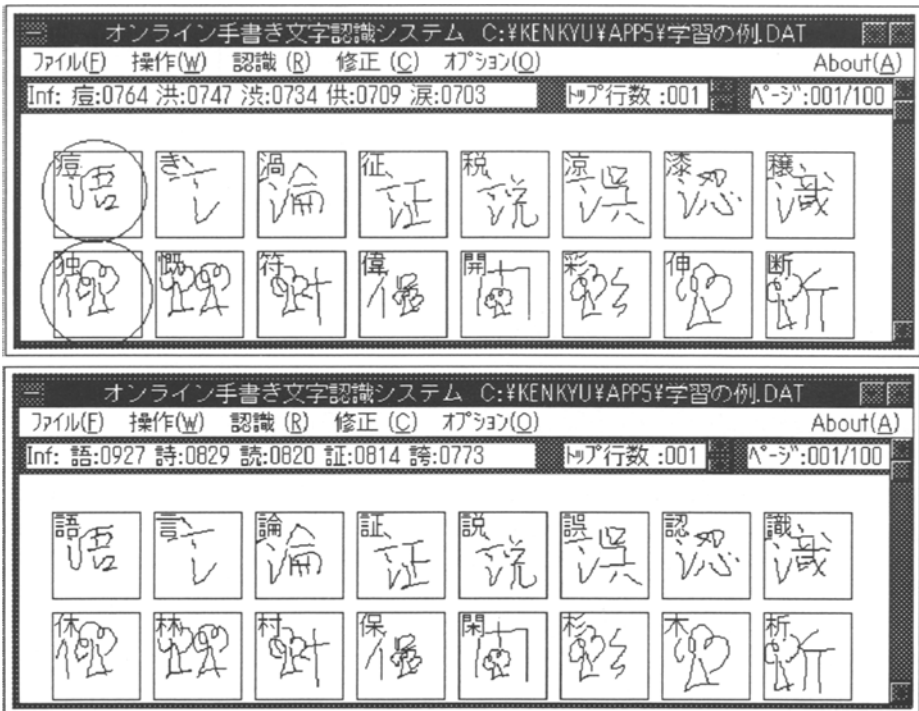 オンライン手書き文字認識システム C:¥KENKYU¥APP5¥学習の例.DAT
ファイル(F) 操作(W) 認識 (R) 修正 (C) オプション(O) About(A)
Inf: 痘:0764 洪:0747 渋:0734 供:0709 涙:0703 トップ行数 :001 ページ:001/100
痘 き 渦 征 税 涼 漆 穣
独 慨 符 偉 開 彩 伸 断
オンライン手書き文字認識システム C:¥KENKYU¥APP5¥学習の例.DAT
ファイル(F) 操作(W) 認識 (R) 修正 (C) オプション(O) About(A)
Inf: 語:0927 詩:0829 読:0820 証:0814 誇:0773 トップ行数 :001 ページ:001/100
語 言 論 証 説 誤 認 識
休 林 村 保 閑 杉 木 析